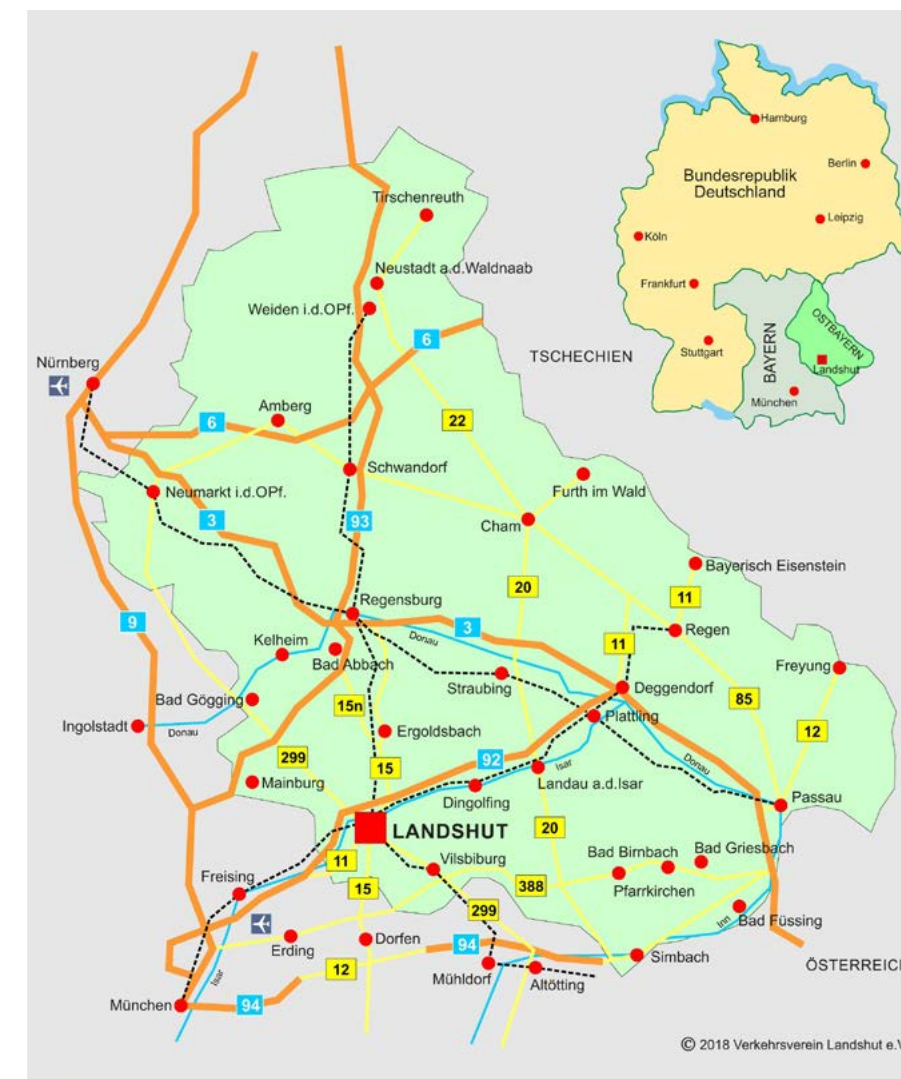 Hamburg
Berlin
Bundesrepublik
Deutschland
Leipzig
Köln
Frankfurt
Stuttgart
BAYERN
OSTBAYERN
Landshut
München
Tirschenreuth
Neustadt a.d.Waldnaab
Weiden i.d.OPf.
6
TSCHECHIEN
Nürnberg
Amberg
6
22
Schwandorf
Furth im Wald
Neumarkt i.d.OPf.
3
93
Cham
Bayerisch Eisenstein
20
11
Regensburg
9
3
Donau
11
Regen
Kelheim
Bad Abbach
Freyung
Straubing
Deggendorf
Bad Gögging
15n
85
Plattling
Ingolstadt
Donau
Ergoldsbach
12
299
92
Isar
Donau
15
Mainburg
Landau a.d.Isar
Dingolfing
Passau
LANDSHUT
20
11
Vilsbiburg
Bad Birnbach
Bad Griesbach
Freising
15
388
Pfarrkirchen
299
Inn
Bad Füssing
Erding
Dorfen
94
Simbach
Isar
12
Mühldorf
Altötting
ÖSTERREICH
München
94
© 2018 Verkehrsverein Landshut e.V